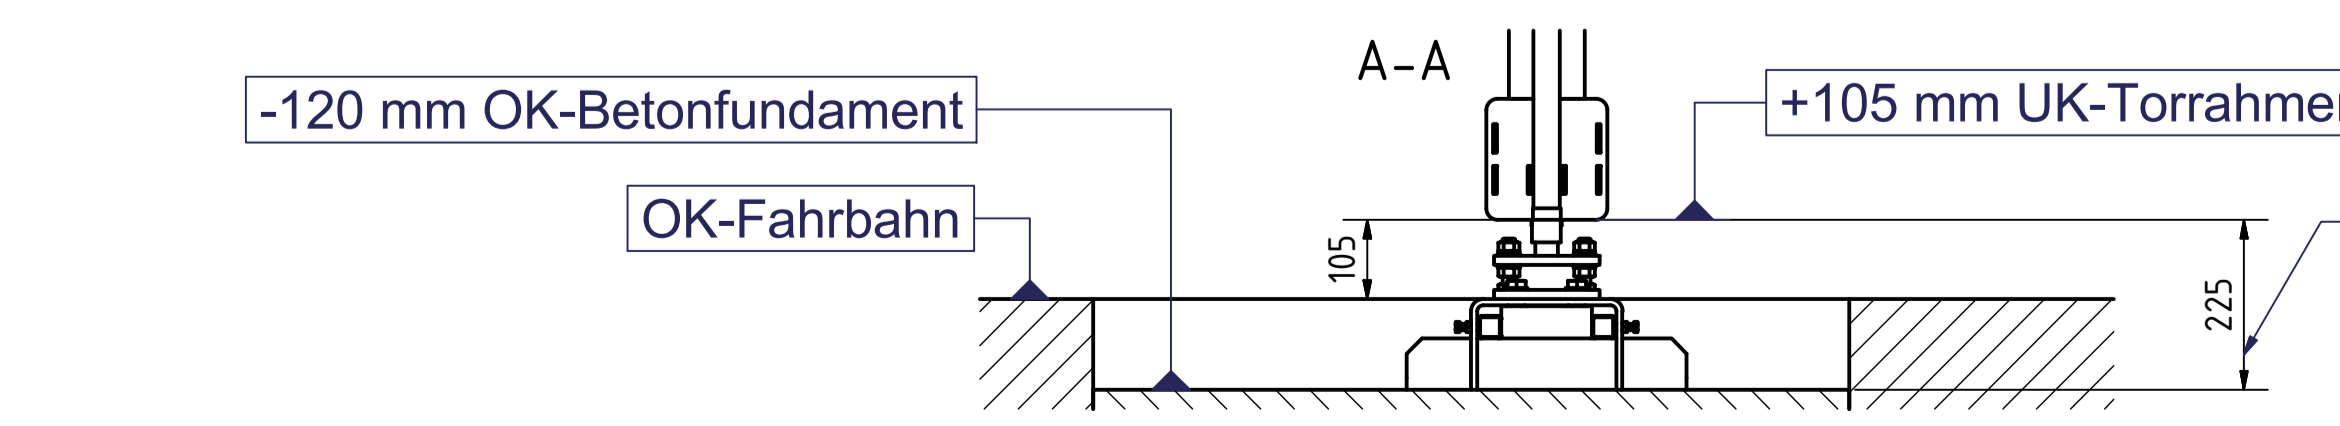 A-A
-120 mm OK-Betonfundament
+105 mm UK-Torrahmen
OK-Fahrbahn
105
225